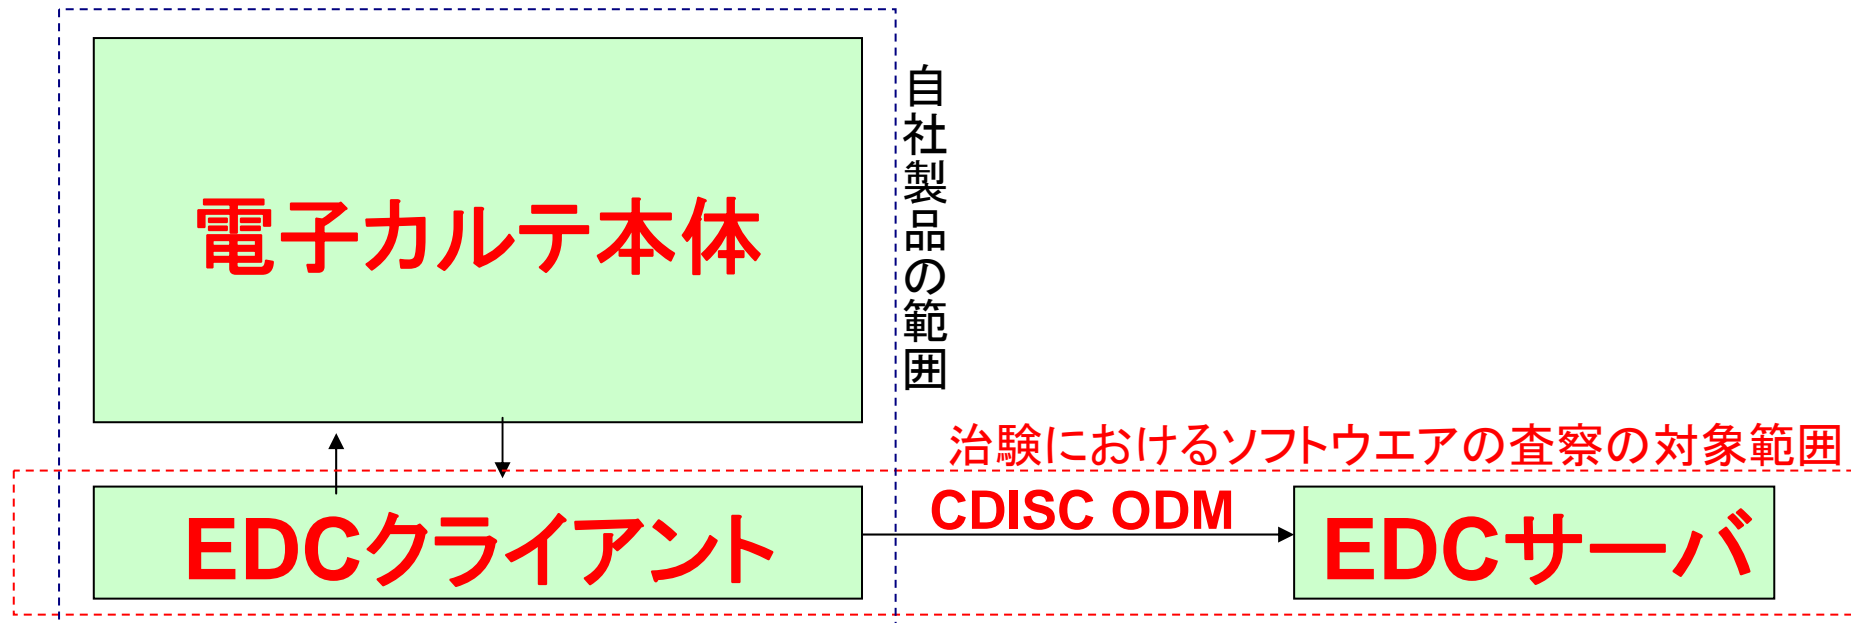 電子カルテ本体
自社製品の範囲
治験におけるソフトウエアの査察の対象範囲
EDCクライアント
CDISC ODM
EDCサーバ